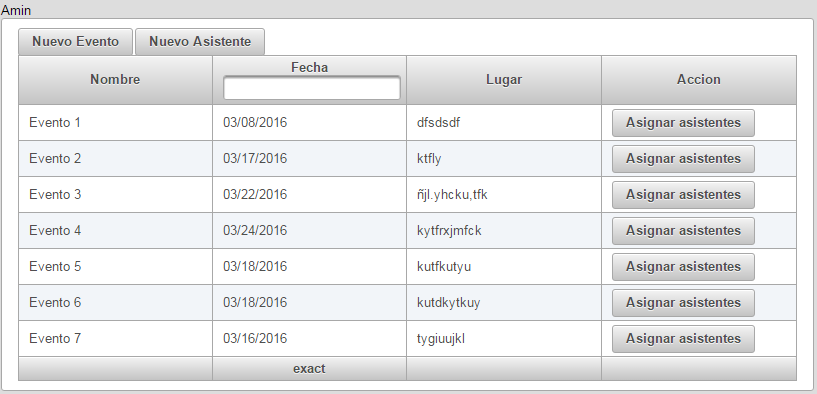 Amin
Nuevo Evento Nuevo Asistente
Nombre Fecha Lugar Accion
Evento 1 03/08/2016 dfsdsdf Asignar asistentes
Evento 2 03/17/2016 ktfly Asignar asistentes
Evento 3 03/22/2016 ñjl.yhcku,tfk Asignar asistentes
Evento 4 03/24/2016 kytfrxjmfck Asignar asistentes
Evento 5 03/18/2016 kutfkutyu Asignar asistentes
Evento 6 03/18/2016 kutdkytkuy Asignar asistentes
Evento 7 03/16/2016 tygiuujkl Asignar asistentes
exact